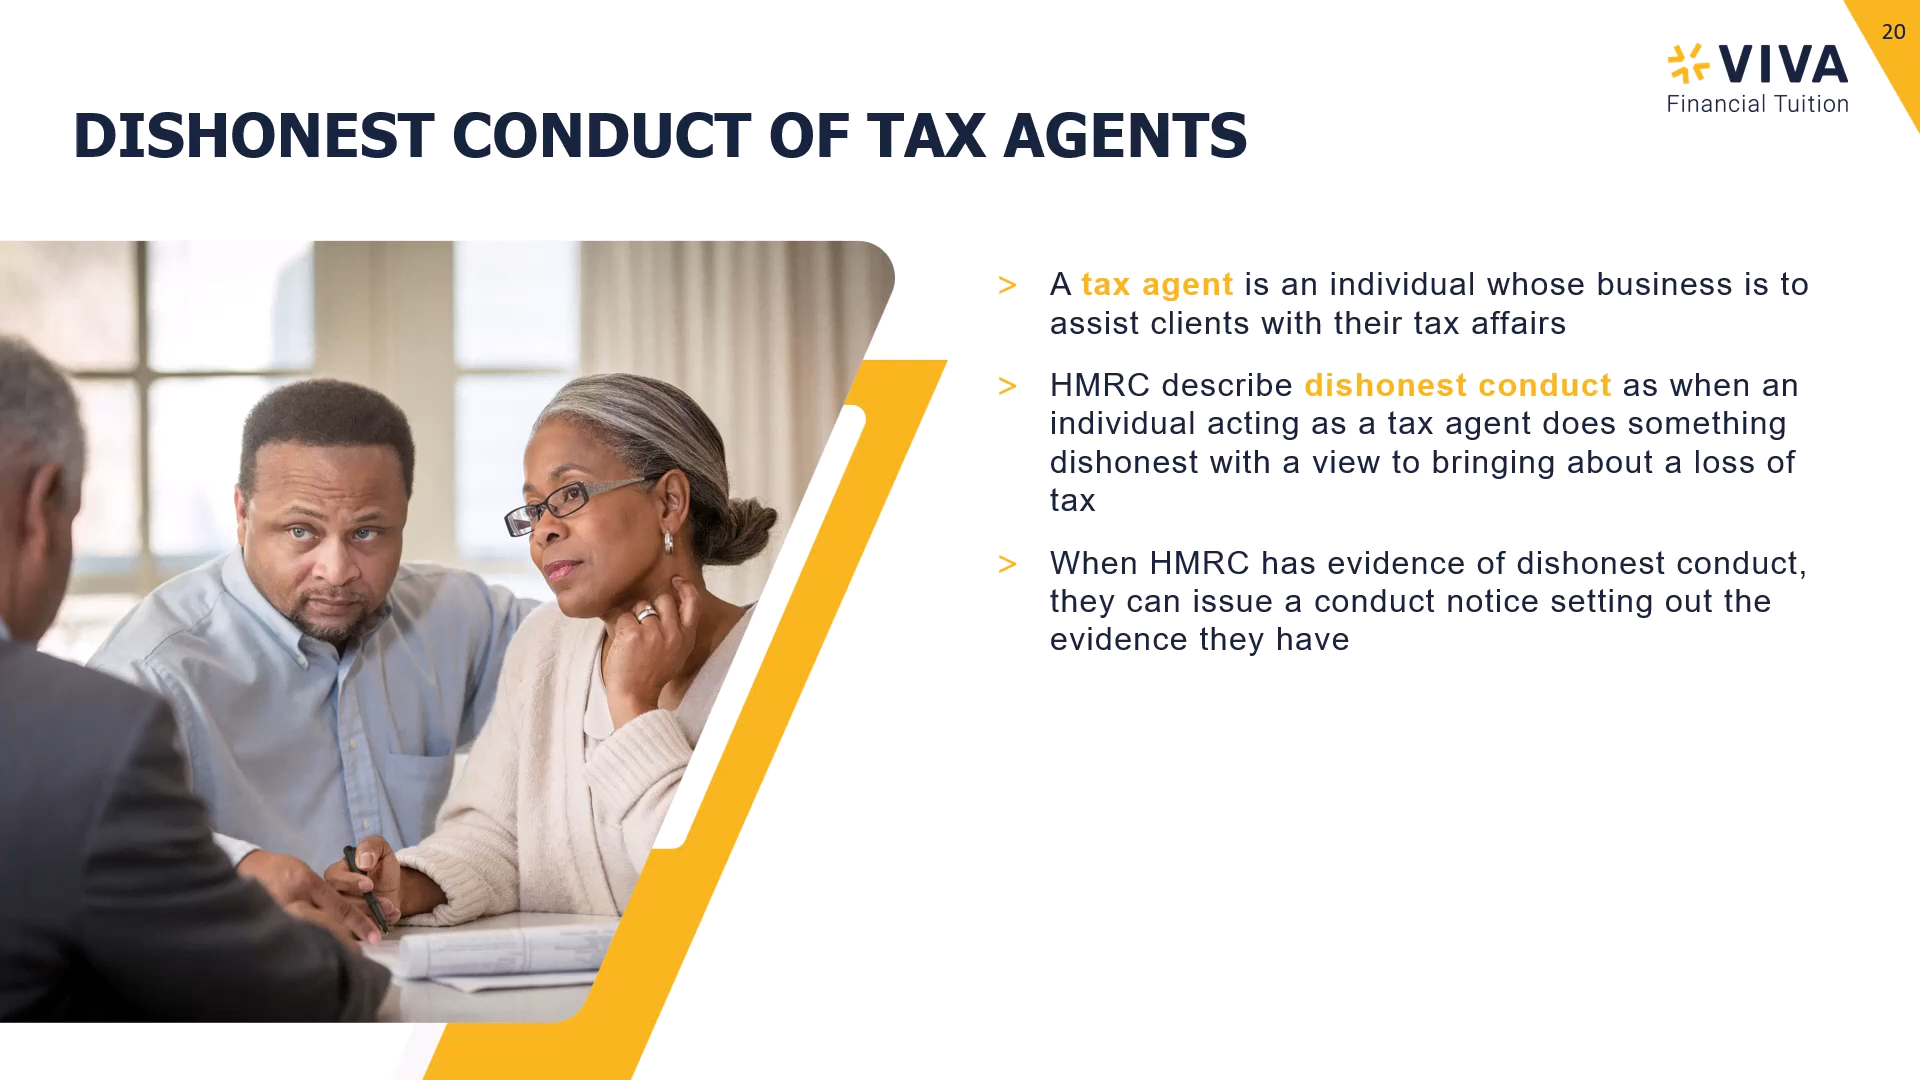 20
VIVA
Financial Tuition
DISHONEST CONDUCT OF TAX AGENTS
> A tax agent is an individual whose business is to
assist clients with their tax affairs
> HMRC describe dishonest conduct as when an
individual acting as a tax agent does something
dishonest with a view to bringing about a loss of
tax
> When HMRC has evidence of dishonest conduct,
they can issue a conduct notice setting out the
evidence they have